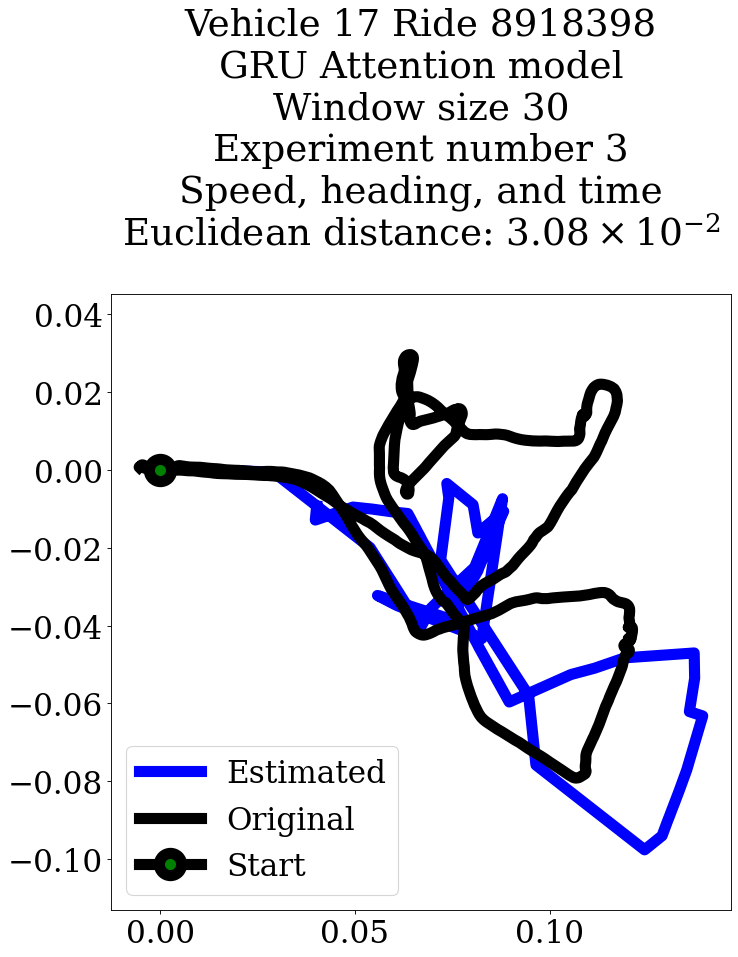 Vehicle 17 Ride 8918398
GRU Attention model
Window size 30
Experiment number 3
Speed, heading, and time
Euclidean distance: 3.08 × 10⁻²
0.04
0.02
0.00
−0.02
−0.04
−0.06
−0.08
−0.10
Estimated
Original
Start
0.00 0.05 0.10